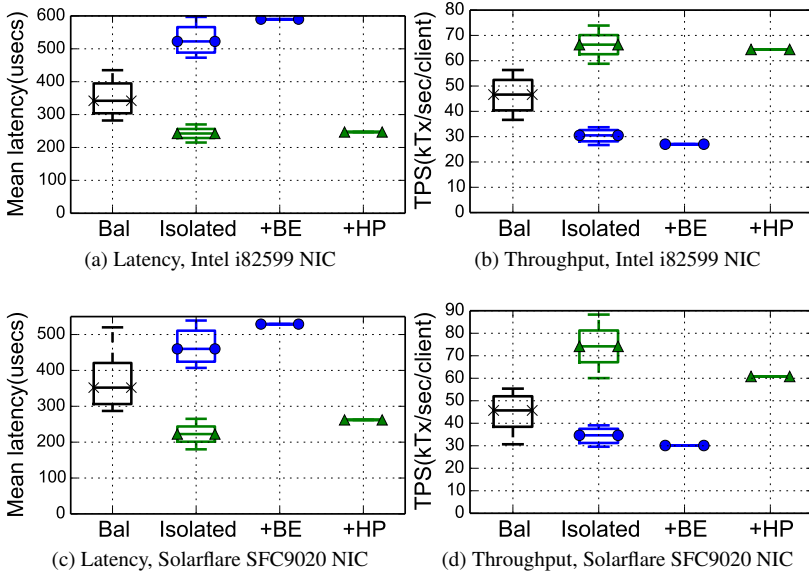 Mean latency(usecs)
600
500
400
300
200
100
0
Bal Isolated +BE +HP
(a) Latency, Intel i82599 NIC
TPS(kTx/sec/client)
80
70
60
50
40
30
20
10
0
Bal Isolated +BE +HP
(b) Throughput, Intel i82599 NIC
Mean latency(usecs)
500
400
300
200
100
0
Bal Isolated +BE +HP
(c) Latency, Solarflare SFC9020 NIC
TPS(kTx/sec/client)
90
80
70
60
50
40
30
20
10
0
Bal Isolated +BE +HP
(d) Throughput, Solarflare SFC9020 NIC